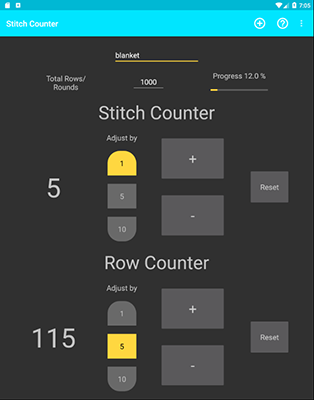 7:05
Stitch Counter
blanket
Total Rows/
Rounds
1000
Progress 12.0 %
Stitch Counter
Adjust by
1
5
10
5
+
-
Reset
Row Counter
Adjust by
1
5
10
115
+
-
Reset